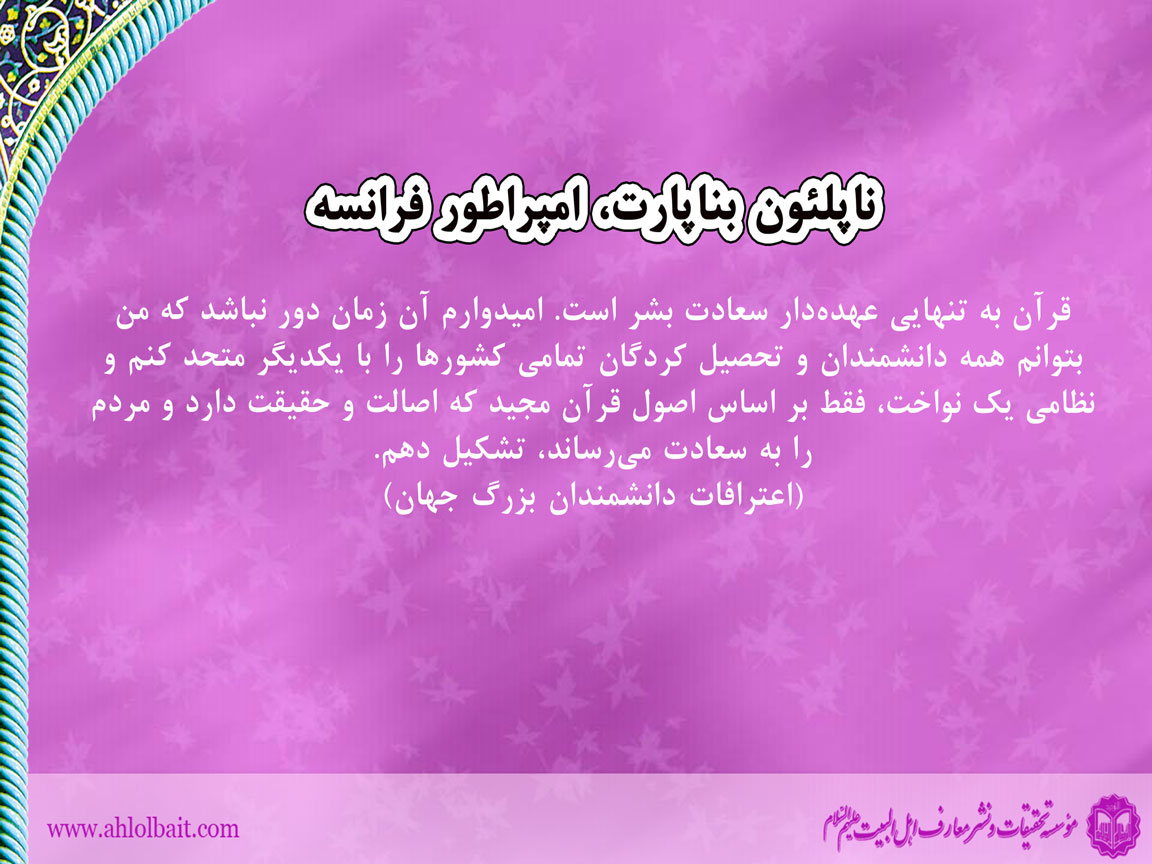 ناپلئون بناپارت، امپراطور فرانسه
قرآن به تنهایی عهده‌دار سعادت بشر است. امیدوارم آن زمان دور نباشد که من
بتوانم همه دانشمندان و تحصیل کردگان تمامی کشورها را با یکدیگر متحد کنم و
نظامی یک نواخت، فقط بر اساس اصول قرآن مجید که اصالت و حقیقت دارد و مردم
را به سعادت می‌رساند، تشکیل دهم.
(اعترافات دانشمندان بزرگ جهان)
www.ahlolbait.com
مؤسسه تحقیقات و نشر معارف اهل البیت علیهم السلام